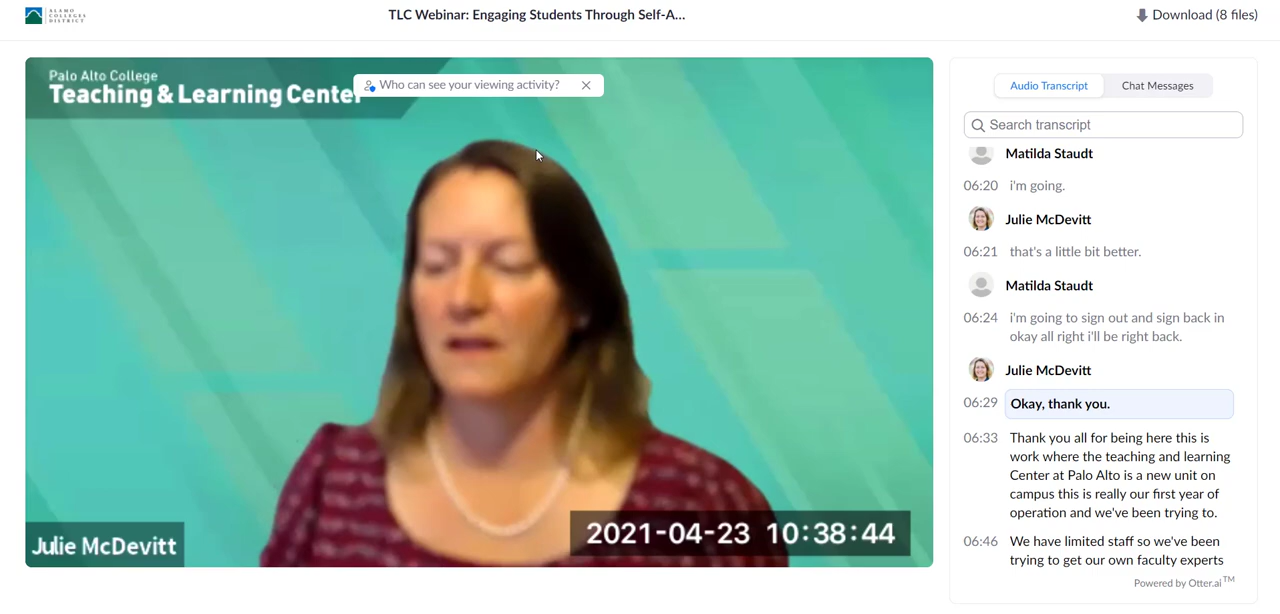 ALAMO
COLLEGES
DISTRICT
TLC Webinar: Engaging Students Through Self-A...
Download (8 files)
Palo Alto College
Teaching & Learning Center
Who can see your viewing activity?
Julie McDevitt
2021-04-23 10:38:44
Audio Transcript
Chat Messages
Search transcript
Matilda Staudt
06:20 i'm going.
Julie McDevitt
06:21 that's a little bit better.
Matilda Staudt
06:24 i'm going to sign out and sign back in
okay all right i'll be right back.
Julie McDevitt
06:29 Okay, thank you.
06:33 Thank you all for being here this is
work where the teaching and learning
Center at Palo Alto is a new unit on
campus this is really our first year of
operation and we've been trying to.
06:46 We have limited staff so we've been
trying to get our own faculty experts
Powered by Otter.ai™